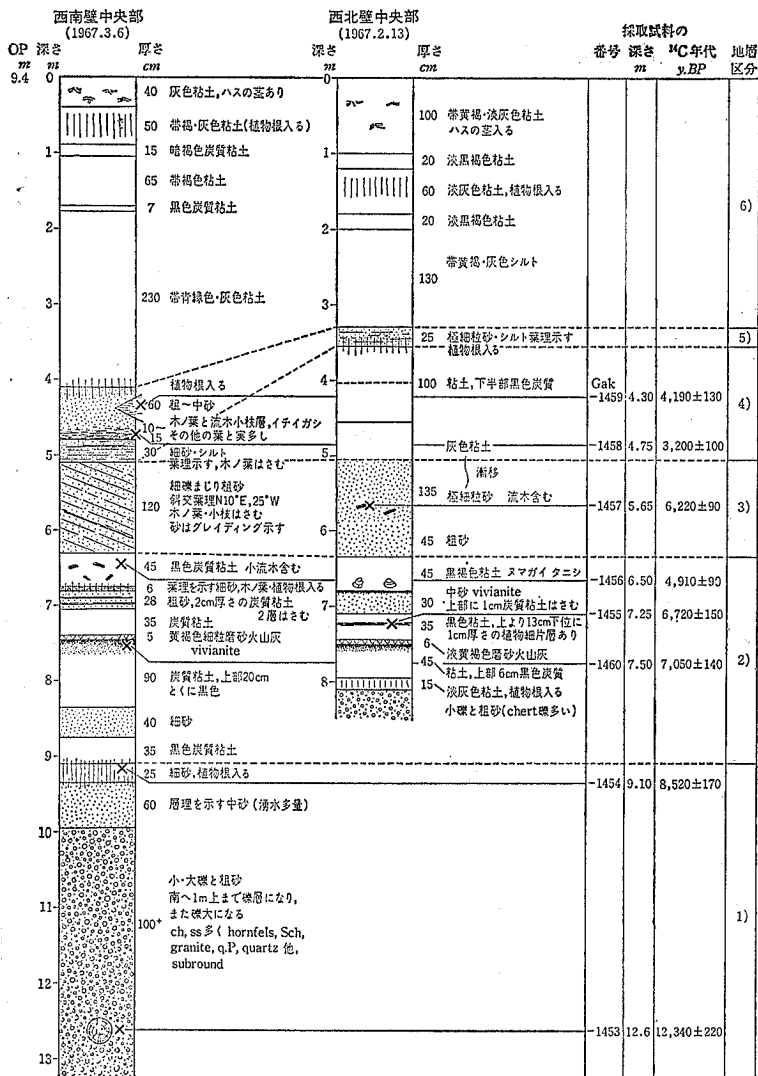 西南壁中央部
(1967.3.6)
OP 深さ 厚さ
m m cm
9.4
0
1
2
3
4
5
6
7
8
9
10
11
12
13
40 灰色粘土,ハスの茎あり
50 帯褐・灰色粘土(植物根入る)
15 暗褐色炭質粘土
65 帯褐色粘土
7 黒色炭質粘土
230 帯青緑色・灰色粘土
植物根入る
60 粗~中砂
10~15 木ノ葉と流木小枝層,イチイガシ
その他の葉と実多し
30 細砂・シルト
葉理示す,木ノ葉はさむ
120 細礫まじり粗砂
斜交葉理N10°E,25°W
木ノ葉・小枝はさむ
砂はグレイディング示す
45 黒色炭質粘土 小流木含む
6 葉理を示す細砂,木ノ葉・植物根入る
28 粗砂,2cm厚さの炭質粘土
2層はさむ
35 炭質粘土
5 黄褐色細粒磨砂火山灰
vivianite
90 炭質粘土,上部20cm
とくに黒色
40 細砂
35 黒色炭質粘土
25 細砂,植物根入る
60 層理を示す中砂(湧水多量)
100+ 小・大礫と粗砂
南へ1m上まで礫層になり,
また礫大になる
ch, ss多く hornfels, Sch,
granite, q.P, quartz 他,
subround
西北壁中央部
(1967.2.13)
深さ 厚さ
m cm
0
1
2
3
4
5
6
7
8
100 帯黄褐・淡灰色粘土
ハスの茎入る
20 淡黒褐色粘土
60 淡灰色粘土,植物根入る
20 淡黒褐色粘土
130 帯黄褐・灰色シルト
25 極細粒砂・シルト葉理示す
植物根入る
100 粘土,下半部黒色炭質
灰色粘土
漸移
135 極細粒砂 流木含む
45 粗砂
45 黒褐色粘土 ヌマガイ タニシ
30 中砂 vivianite
上部に1cm炭質粘土はさむ
35 黒色粘土,上より13cm下位に
1cm厚さの植物細片層あり
6 淡黄褐色磨砂火山灰
45 粘土,上部6cm黒色炭質
15 淡灰色粘土,植物根入る
小礫と粗砂(chert礫多い)
採取試料の
番号 深さ ¹⁴C年代 地層
m y.BP 区分
Gak
-1459 4.30 4,190±130
-1458 4.75 3,200±100
-1457 5.65 6,220±90
-1456 6.50 4,910±90
-1455 7.25 6,720±150
-1460 7.50 7,050±140
-1454 9.10 8,520±170
-1453 12.6 12,340±220
6)
5)
4)
3)
2)
1)